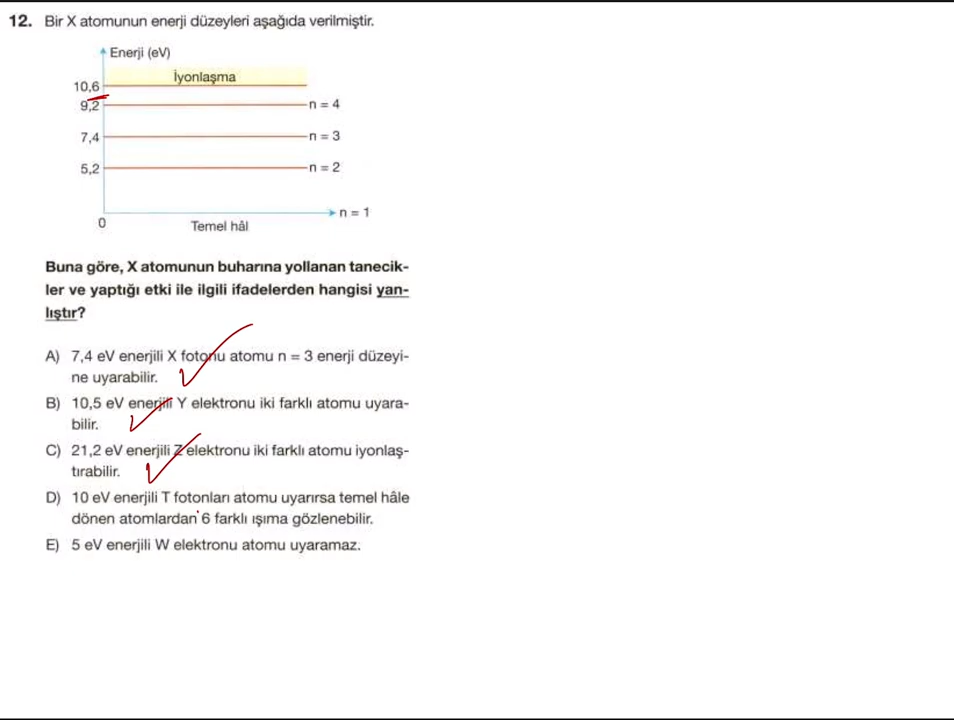 12. Bir X atomunun enerji düzeyleri aşağıda verilmiştir.
Enerji (eV)
İyonlaşma
10,6
9,2
n = 4
7,4
n = 3
5,2
n = 2
n = 1
0
Temel hâl
Buna göre, X atomunun buharına yollanan tanecik-
ler ve yaptığı etki ile ilgili ifadelerden hangisi yan-
lıştır?
A) 7,4 eV enerjili X fotonu atomu n = 3 enerji düzeyi-
ne uyarabilir.
B) 10,5 eV enerjili Y elektronu iki farklı atomu uyara-
bilir.
C) 21,2 eV enerjili Z elektronu iki farklı atomu iyonlaş-
tırabilir.
D) 10 eV enerjili T fotonları atomu uyarırsa temel hâle
dönen atomlardan 6 farklı ışıma gözlenebilir.
E) 5 eV enerjili W elektronu atomu uyaramaz.